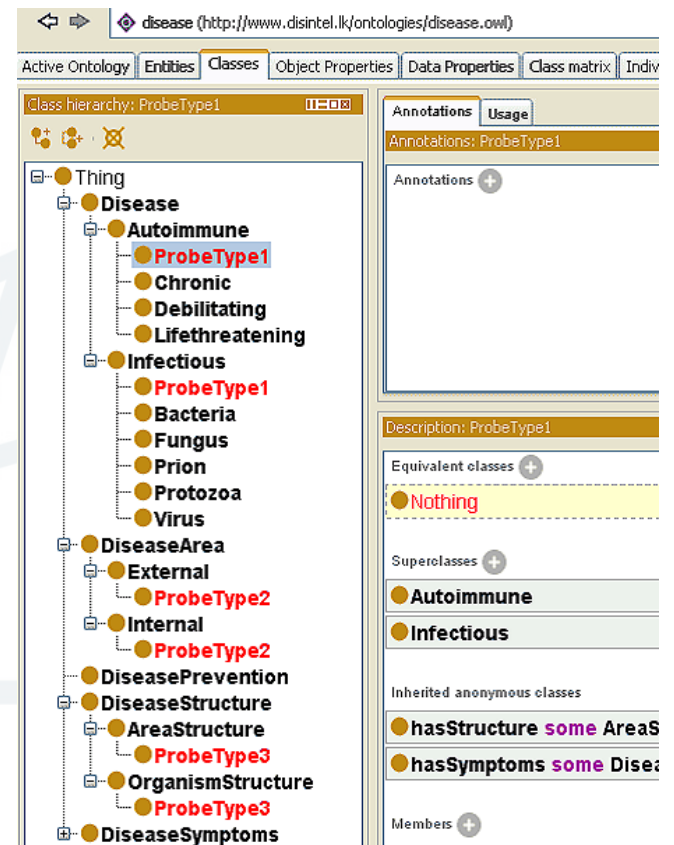 disease (http://www.disintel.lk/ontologies/disease.owl)
Active Ontology Entities Classes Object Properties Data Properties Class matrix Indiv
Class hierarchy: ProbeType1
Thing
Disease
Autoimmune
ProbeType1
Chronic
Debilitating
Lifethreatening
Infectious
ProbeType1
Bacteria
Fungus
Prion
Protozoa
Virus
DiseaseArea
External
ProbeType2
Internal
ProbeType2
DiseasePrevention
DiseaseStructure
AreaStructure
ProbeType3
OrganismStructure
ProbeType3
DiseaseSymptoms
Annotations Usage
Annotations: ProbeType1
Annotations
Description: ProbeType1
Equivalent classes
Nothing
Superclasses
Autoimmune
Infectious
Inherited anonymous classes
hasStructure some AreaS
hasSymptoms some Disea
Members